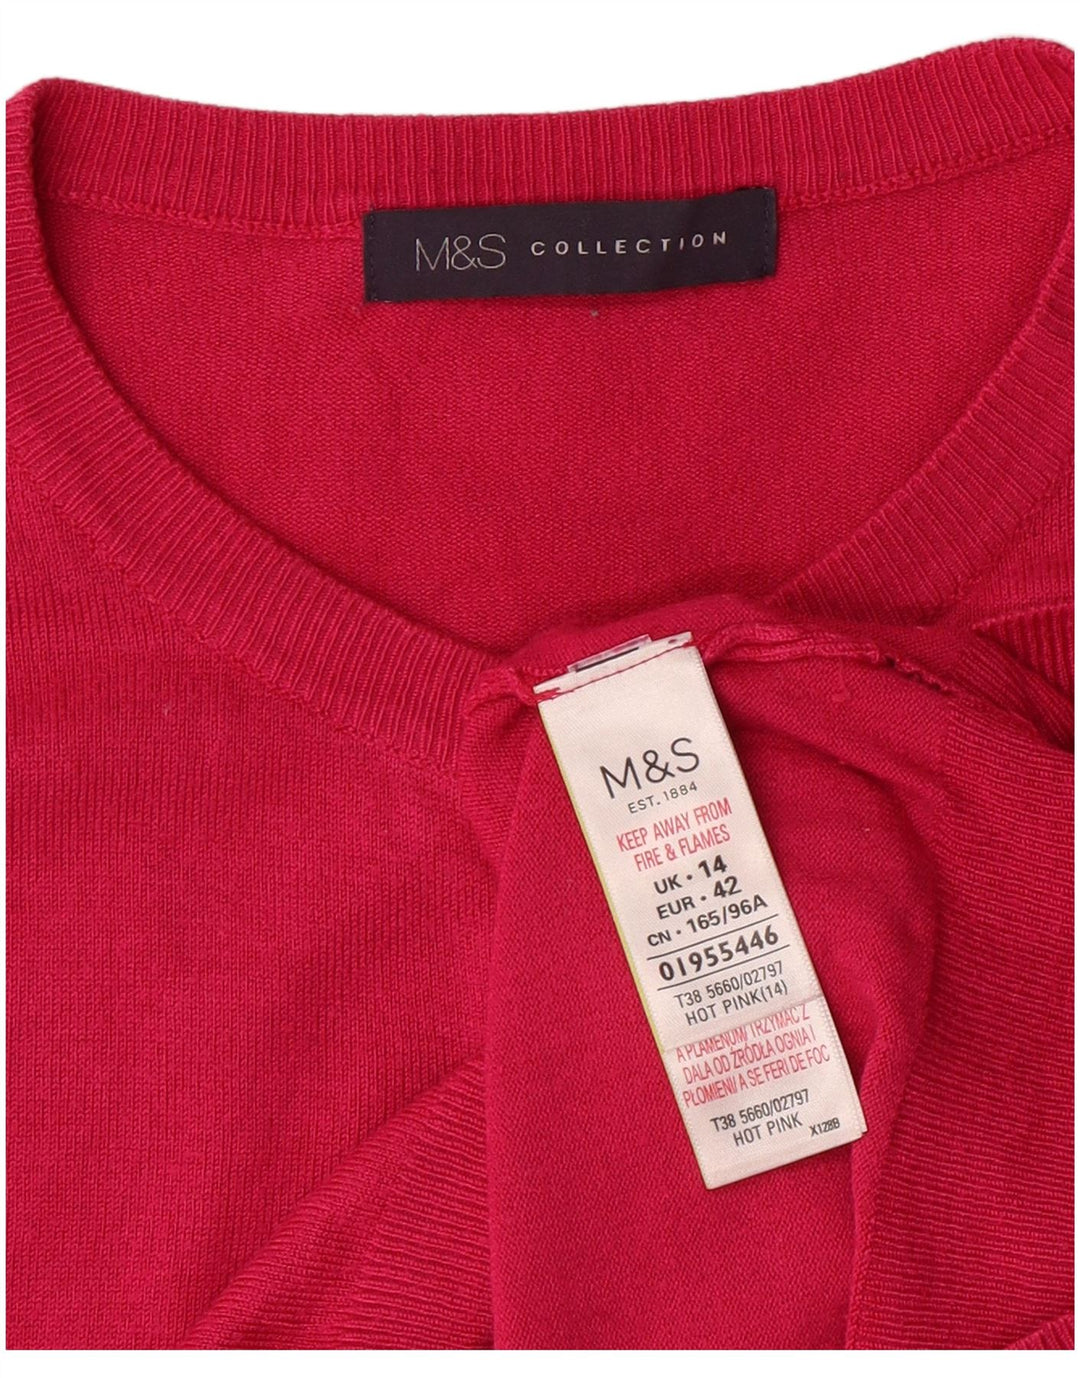 M&S COLLECTION
M&S
EST. 1884
KEEP AWAY FROM
FIRE & FLAMES
UK • 14
EUR • 42
CN • 165/96A
01955446
T38 5660/02797
HOT PINK(14)
A PLAMENOM/TRZYMAĆ Z
DALA OD ŹRÓDŁA OGNIA I
PŁOMIENI/A SE FERI DE FOC
T38 5660/02797
HOT PINK X128B